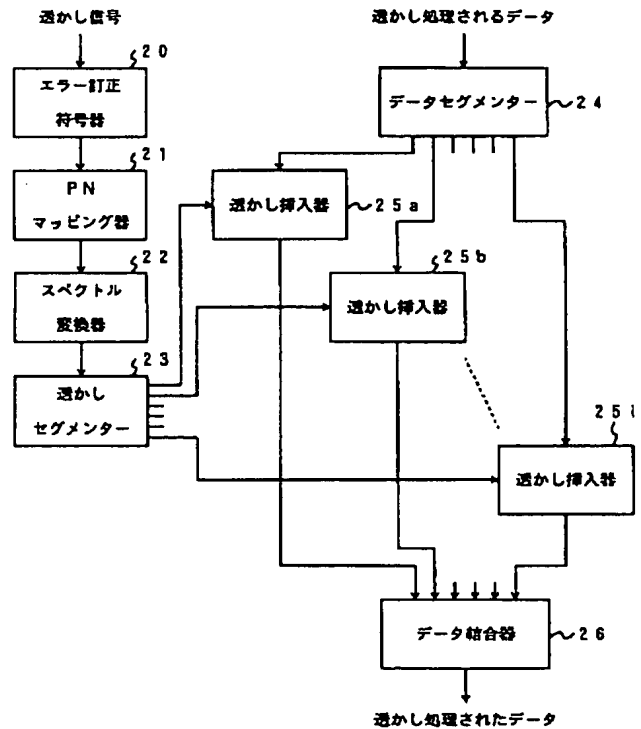 透かし信号
20
エラー訂正
符号器
21
PN
マッピング器
22
スペクトル
変換器
23
透かし
セグメンター
透かし処理されるデータ
データセグメンター
24
透かし挿入器
25a
25b
透かし挿入器
25i
透かし挿入器
データ結合器
26
透かし処理されたデータ